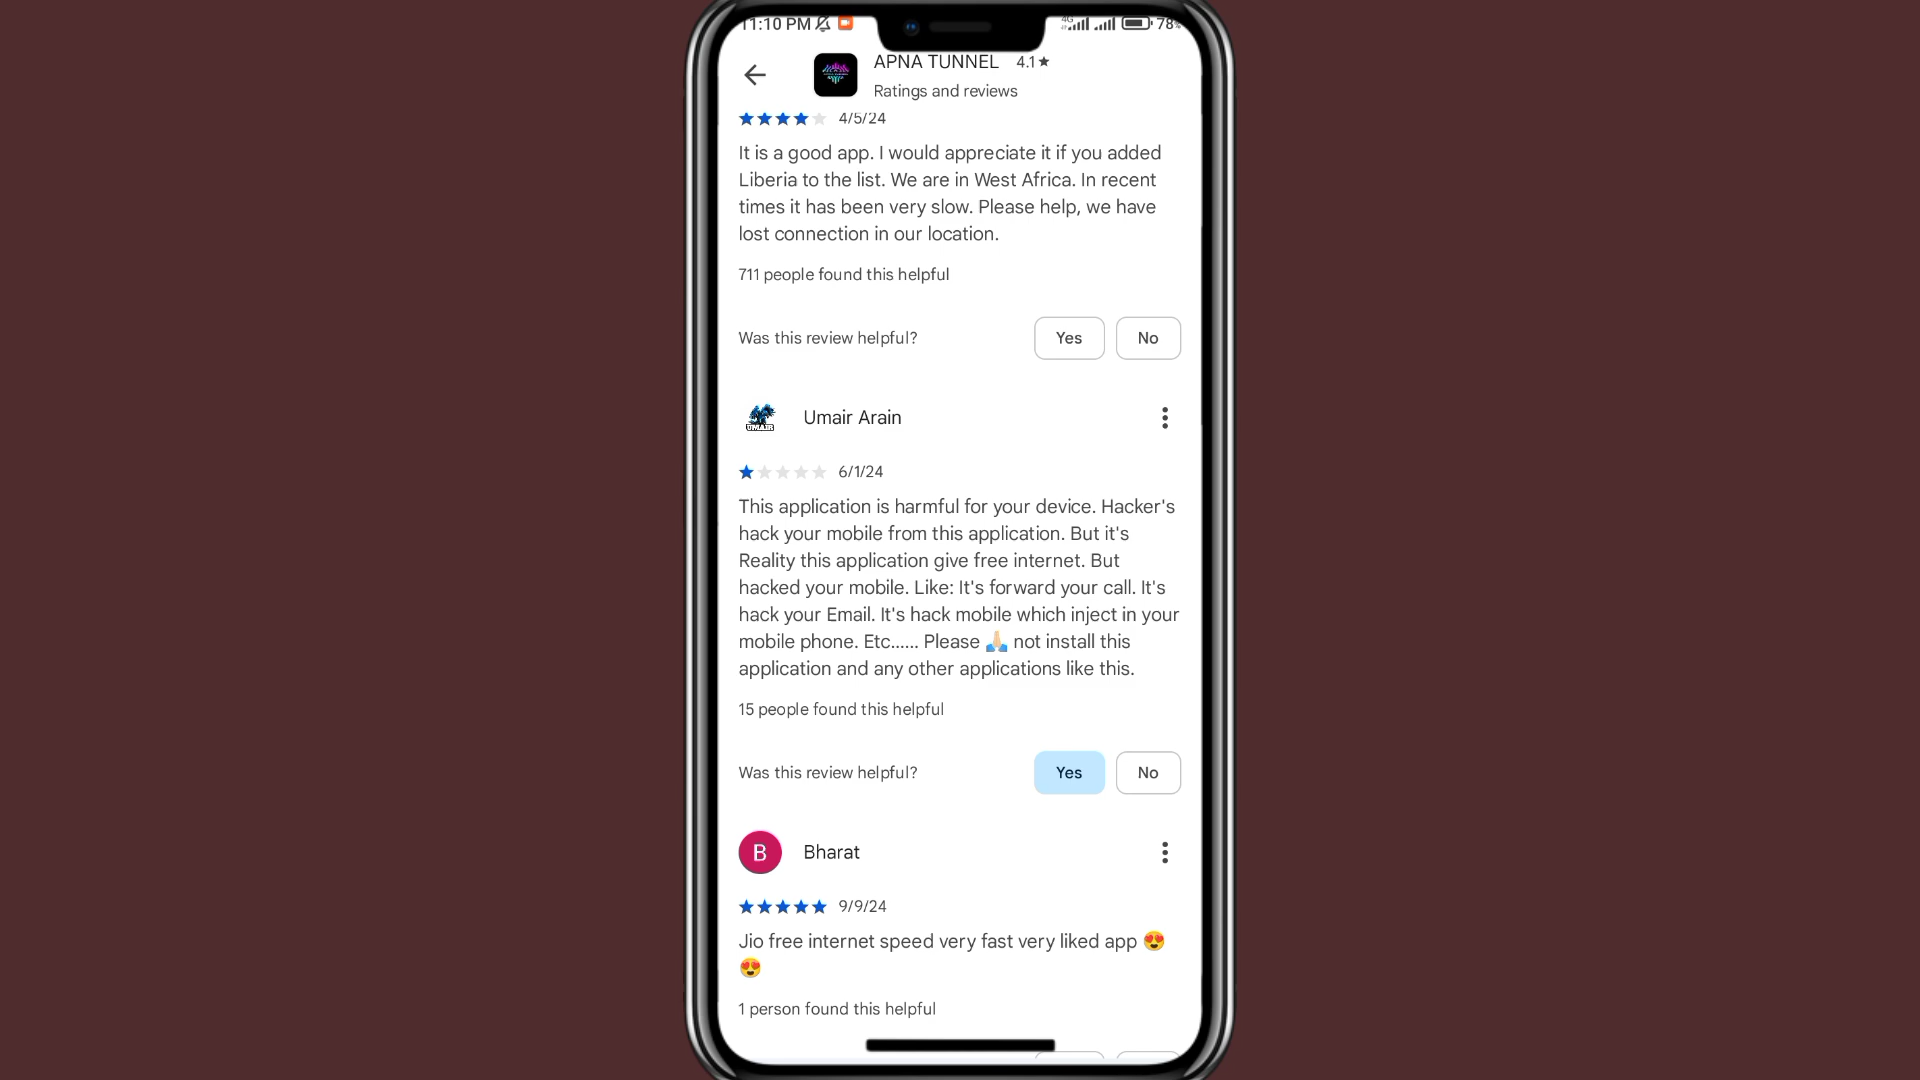 11:10 PM 4G 78%
APNA TUNNEL 4.1★
Ratings and reviews
4/5/24
It is a good app. I would appreciate it if you added
Liberia to the list. We are in West Africa. In recent
times it has been very slow. Please help, we have
lost connection in our location.
711 people found this helpful
Was this review helpful? Yes No
UMAIR Umair Arain
6/1/24
This application is harmful for your device. Hacker's
hack your mobile from this application. But it's
Reality this application give free internet. But
hacked your mobile. Like: It's forward your call. It's
hack your Email. It's hack mobile which inject in your
mobile phone. Etc...... Please 🙏🏻 not install this
application and any other applications like this.
15 people found this helpful
Was this review helpful? Yes No
B Bharat
9/9/24
Jio free internet speed very fast very liked app 😍
😍
1 person found this helpful